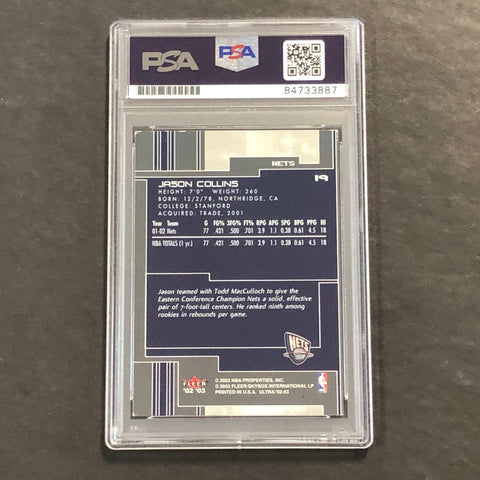 PSA PSA
84733887
NETS
JASON COLLINS 19
HEIGHT: 7'0" WEIGHT: 260
BORN: 12/2/78, NORTHRIDGE, CA
COLLEGE: STANFORD
ACQUIRED: TRADE, 2001
Year Team G FG% 3FG% FT% RPG APG SPG BPG PPG HI
01-02 Nets 77 .421 .500 .701 3.9 1.1 0.38 0.61 4.5 18
NBA TOTALS (1 yr.) 77 .421 .500 .701 3.9 1.1 0.38 0.61 4.5 18
Jason teamed with Todd MacCulloch to give the
Eastern Conference Champion Nets a solid, effective
pair of 7-foot-tall centers. He ranked ninth among
rookies in rebounds per game.
NETS
FLEER
'02 '03
© 2002 NBA PROPERTIES, INC.
© 2002 FLEER/SKYBOX INTERNATIONAL LP
PRINTED IN U.S.A. ULTRA/'02-03